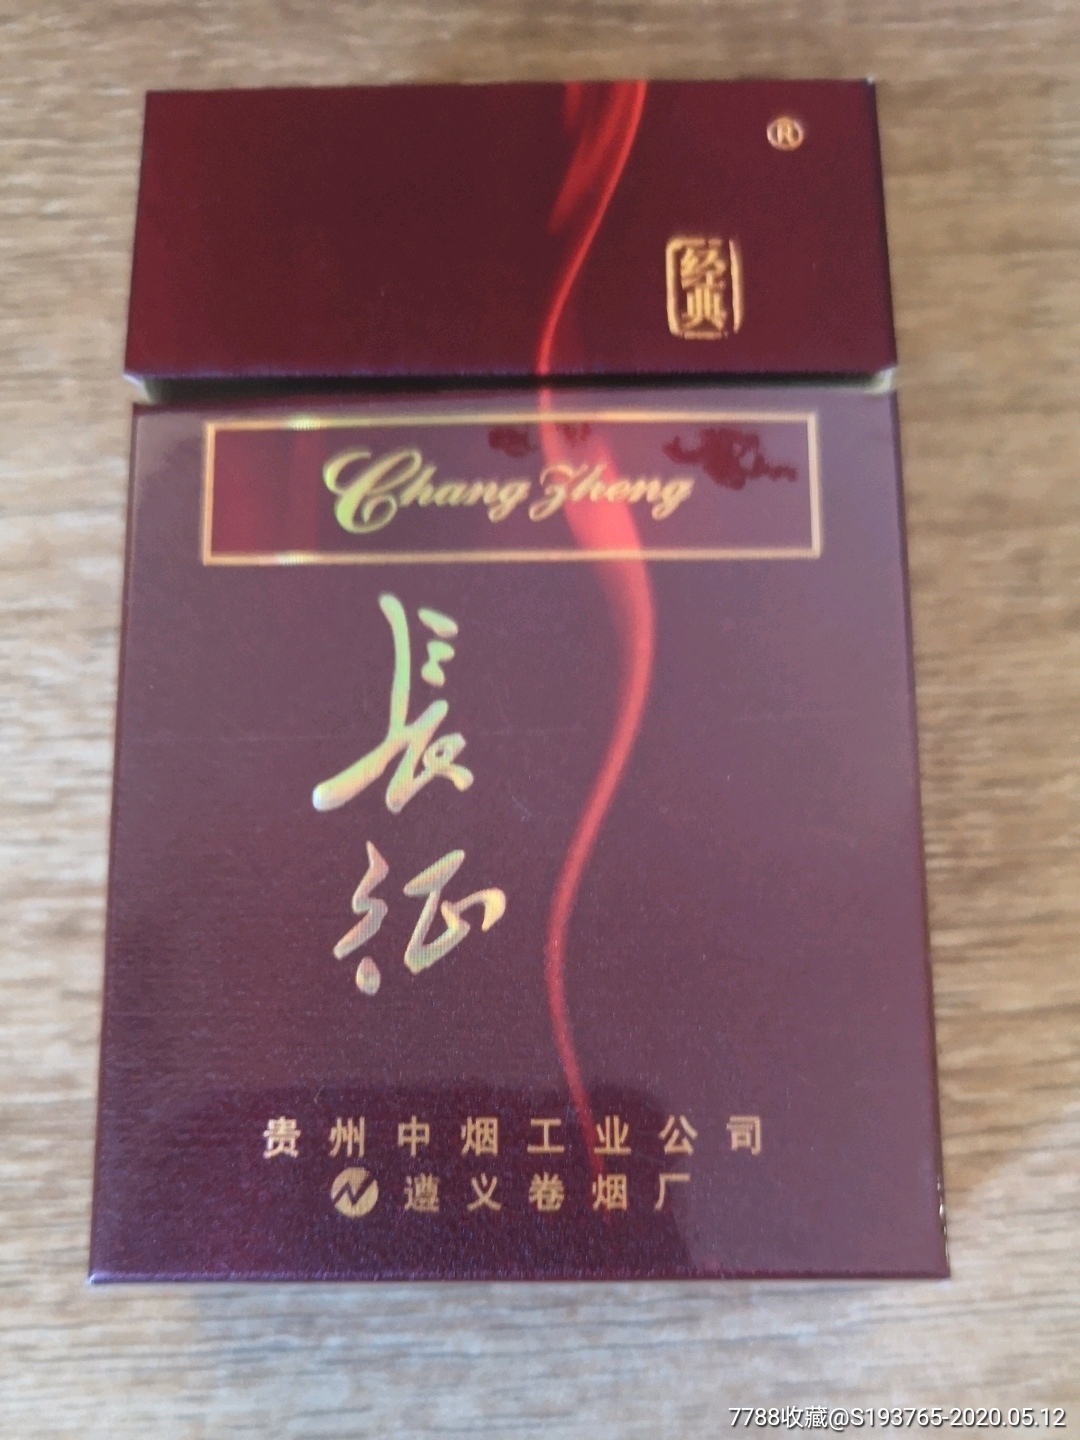 ®
经典
Chang Zheng
長征
贵州中烟工业公司
遵义卷烟厂
7788收藏@S193765-2020.05.12